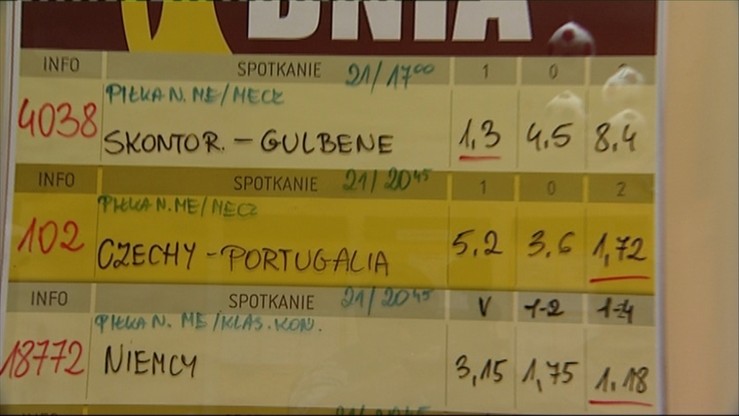 DNIA
INFO SPOTKANIE 21/17⁰⁰ 1 0 2
PIŁKA N. ME/MECZ
4038 SKONTOR. - GULBENE 1,3 4,5 8,4
INFO SPOTKANIE 21/20⁴⁵ 1 0 2
PIŁKA N. ME/MECZ
102 CZECHY - PORTUGALIA 5,2 3,6 1,72
INFO SPOTKANIE 21/20⁴⁵ V 1-2 1-4
PIŁKA N. ME/KLAS. KON.
18772 NIEMCY 3,15 1,75 1,18